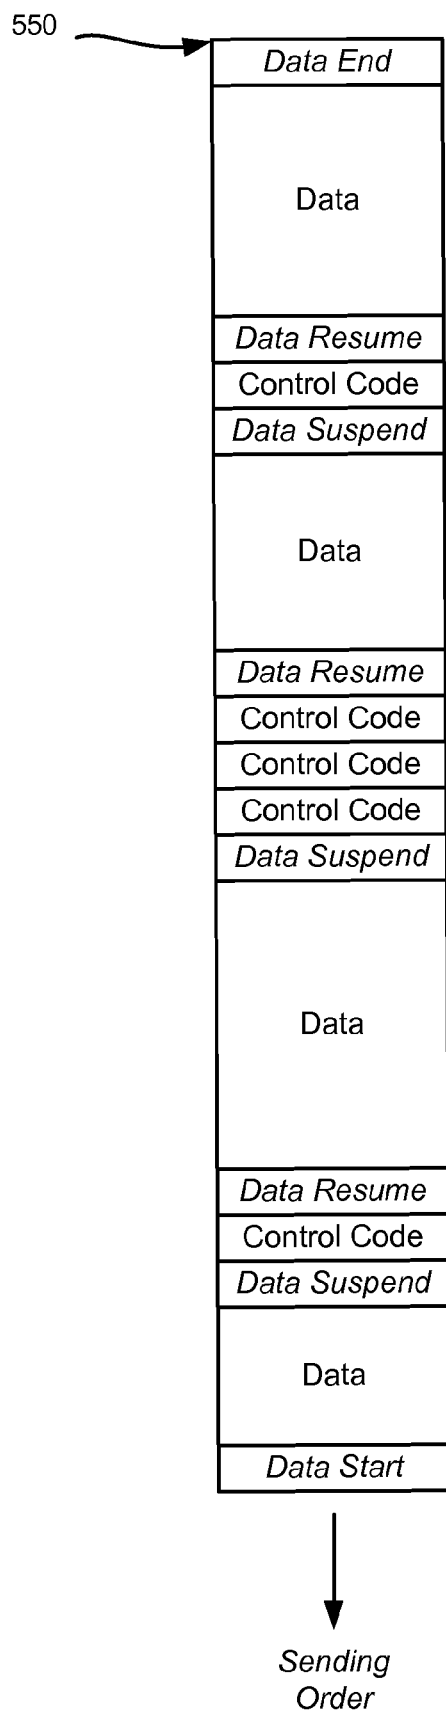 550
Data End
Data
Data Resume
Control Code
Data Suspend
Data
Data Resume
Control Code
Control Code
Control Code
Data Suspend
Data
Data Resume
Control Code
Data Suspend
Data
Data Start
Sending
Order